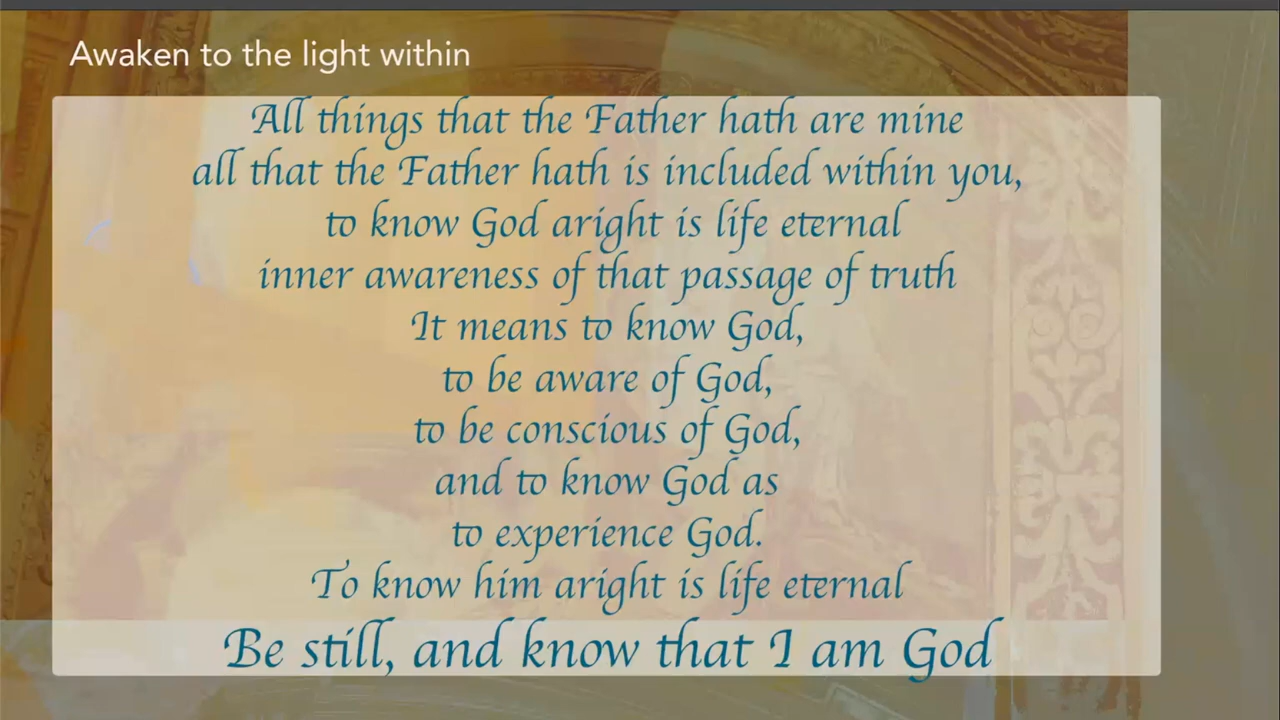 Awaken to the light within
All things that the Father hath are mine
all that the Father hath is included within you,
to know God aright is life eternal
inner awareness of that passage of truth
It means to know God,
to be aware of God,
to be conscious of God,
and to know God as
to experience God.
To know him aright is life eternal
Be still, and know that I am God